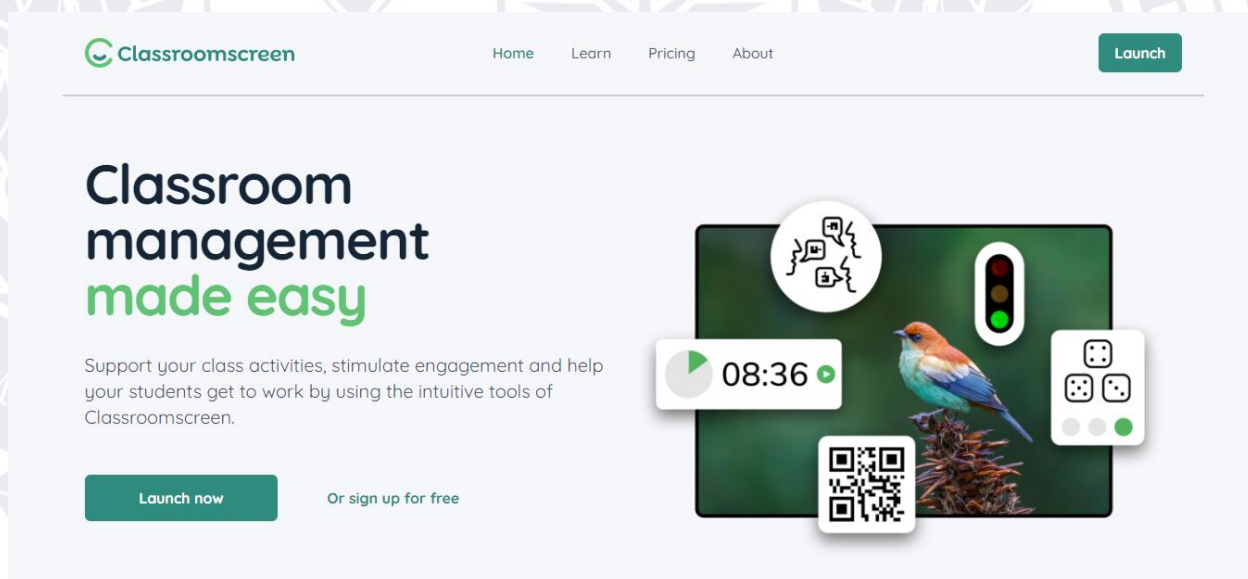 Classroomscreen
Home
Learn
Pricing
About
Launch
Classroom
management
made easy
Support your class activities, stimulate engagement and help
your students get to work by using the intuitive tools of
Classroomscreen.
Launch now
Or sign up for free
08:36